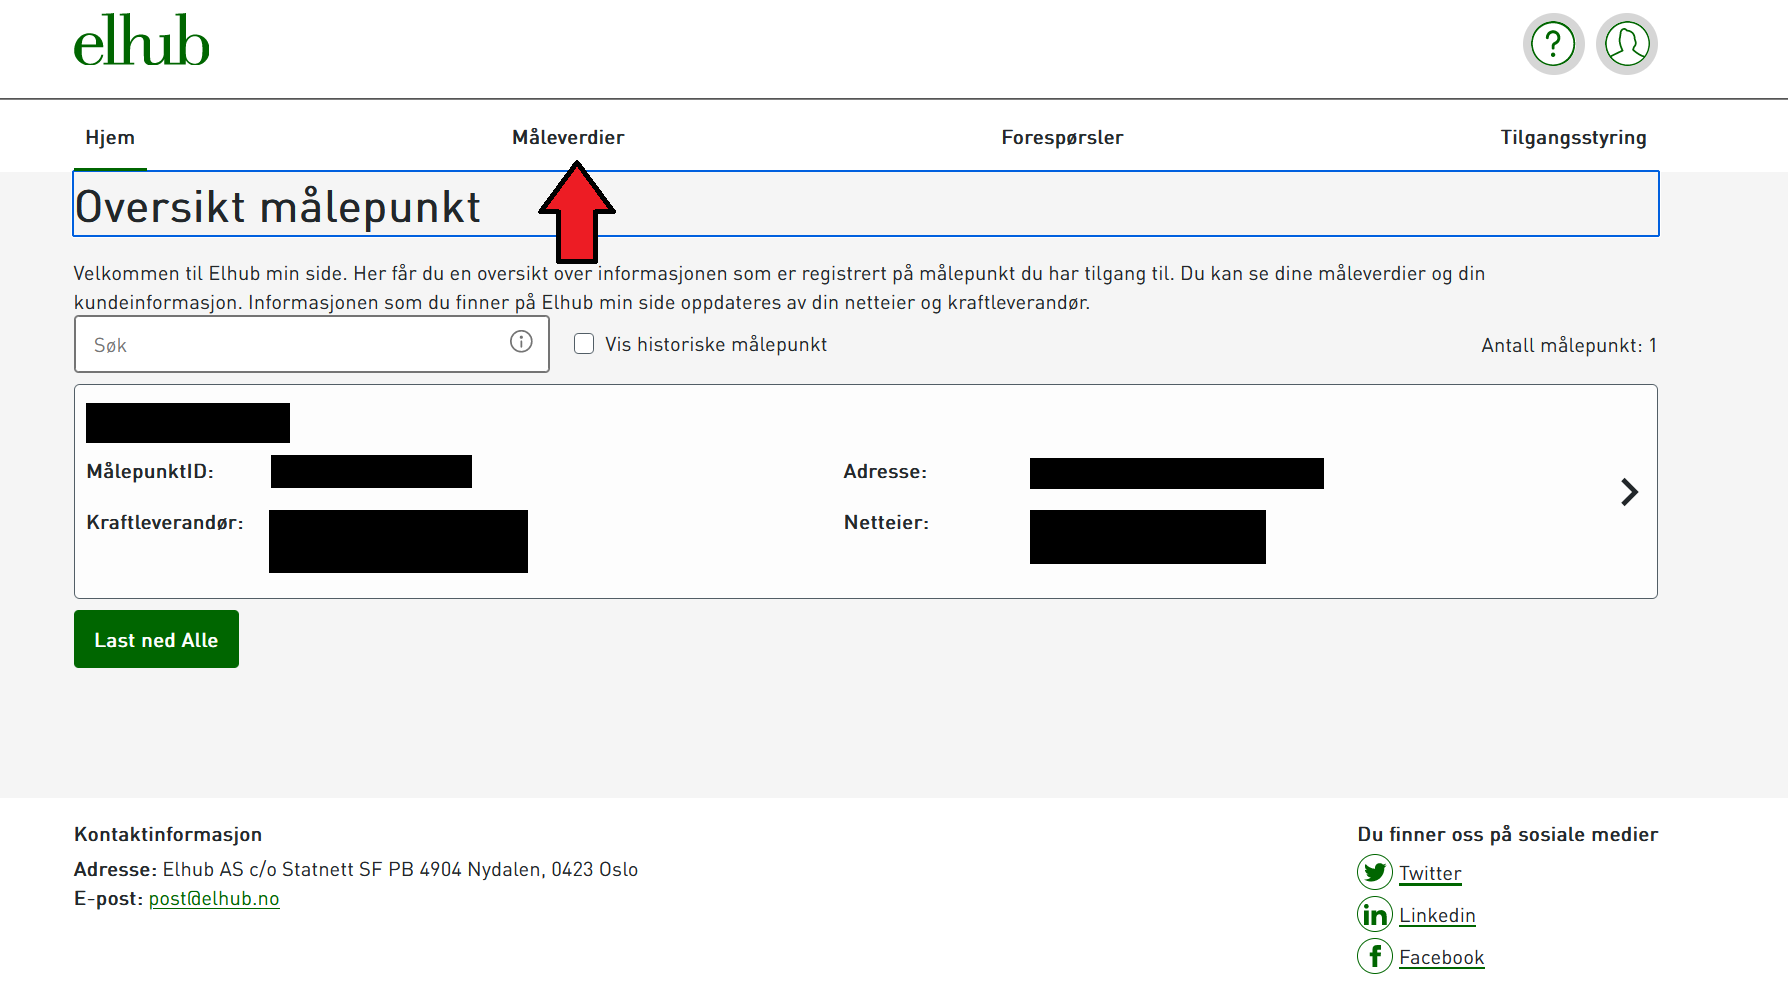 elhub
?
Hjem
Måleverdier
Forespørsler
Tilgangsstyring
Oversikt målepunkt
Velkommen til Elhub min side. Her får du en oversikt over informasjonen som er registrert på målepunkt du har tilgang til. Du kan se dine måleverdier og din
kundeinformasjon. Informasjonen som du finner på Elhub min side oppdateres av din netteier og kraftleverandør.
Søk
Vis historiske målepunkt
Antall målepunkt: 1
MålepunktID:
Adresse:
Kraftleverandør:
Netteier:
Last ned Alle
Kontaktinformasjon
Adresse: Elhub AS c/o Statnett SF PB 4904 Nydalen, 0423 Oslo
E-post: post@elhub.no
Du finner oss på sosiale medier
Twitter
in Linkedin
f Facebook